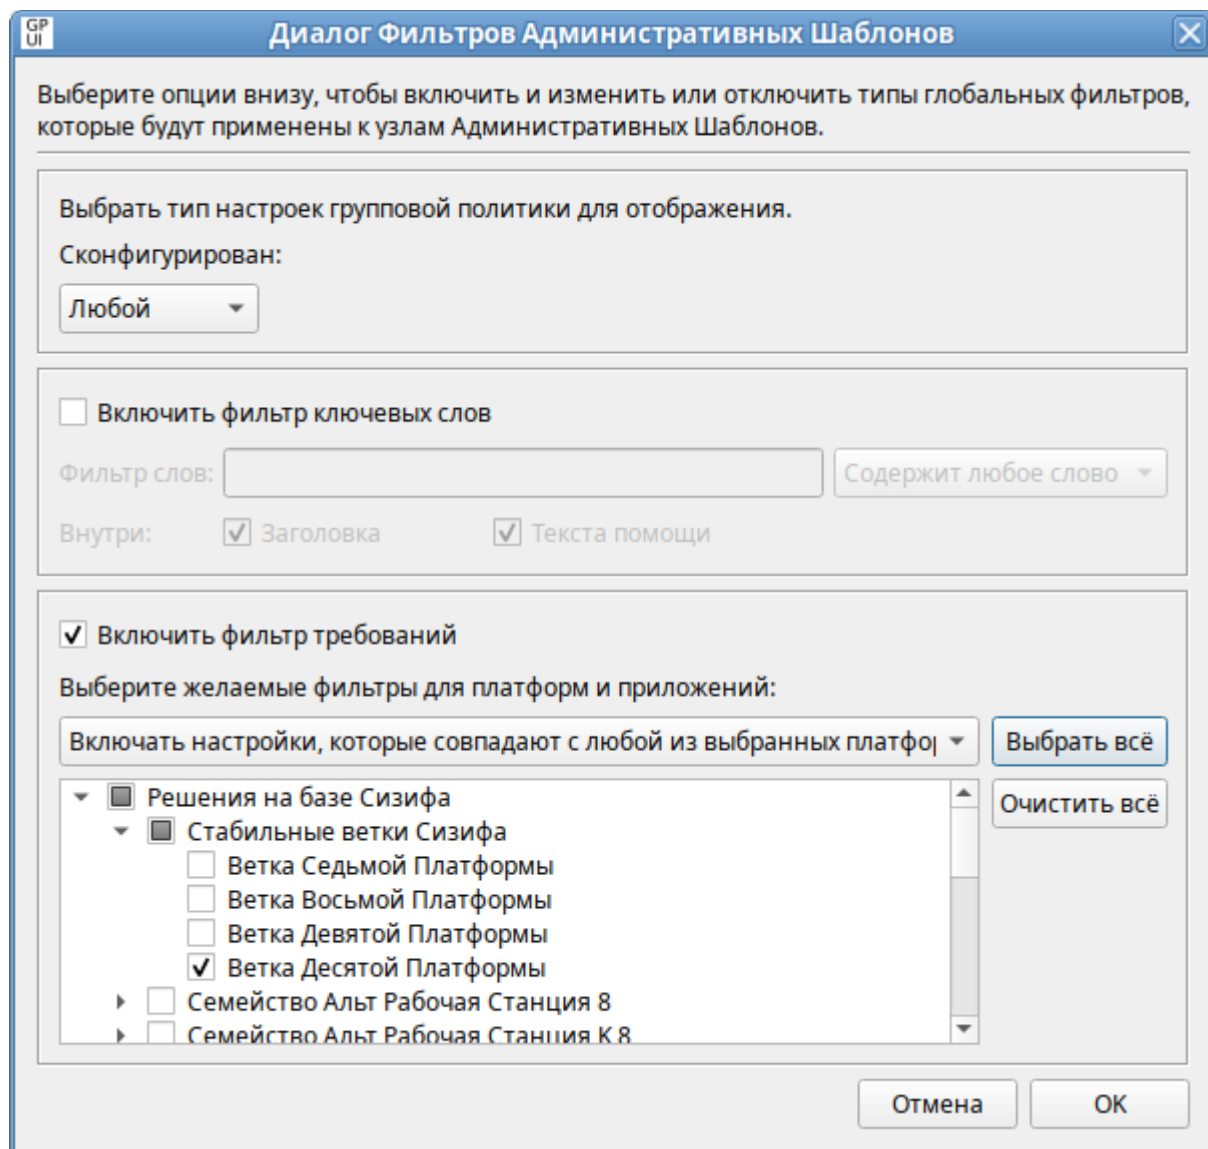 GP
UI
Диалог Фильтров Административных Шаблонов
Выберите опции внизу, чтобы включить и изменить или отключить типы глобальных фильтров,
которые будут применены к узлам Административных Шаблонов.
Выбрать тип настроек групповой политики для отображения.
Сконфигурирован:
Любой
Включить фильтр ключевых слов
Фильтр слов:
Содержит любое слово
Внутри:
Заголовка
Текста помощи
Включить фильтр требований
Выберите желаемые фильтры для платформ и приложений:
Включать настройки, которые совпадают с любой из выбранных платфор
Выбрать всё
Решения на базе Сизифа
Очистить всё
Стабильные ветки Сизифа
Ветка Седьмой Платформы
Ветка Восьмой Платформы
Ветка Девятой Платформы
Ветка Десятой Платформы
Семейство Альт Рабочая Станция 8
Семейство Альт Рабочая Станция К 8
Отмена
OK